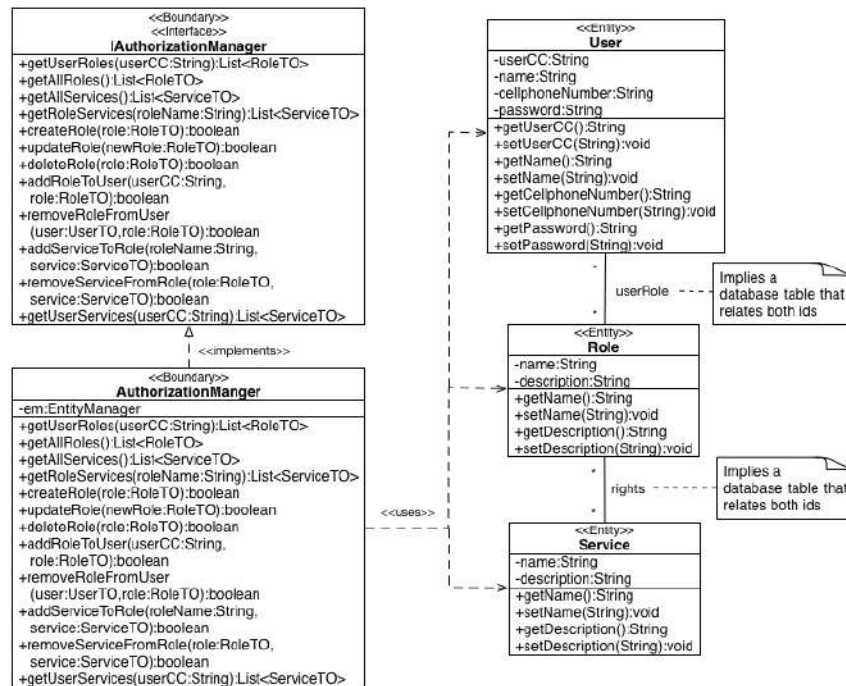 <<Boundary>>
<<Interface>>
IAuthorizationManager
+getUserRoles(userCC:String):List<RoleTO>
+getAllRoles():List<RoleTO>
+getAllServices():List<ServiceTO>
+getRoleServices(roleName:String):List<ServiceTO>
+createRole(role:RoleTO):boolean
+updateRole(newRole:RoleTO):boolean
+deleteRole(role:RoleTO):boolean
+addRoleToUser(userCC:String,
role:RoleTO):boolean
+removeRoleFromUser
(user:UserTO,role:RoleTO):boolean
+addServiceToRole(roleName:String,
service:ServiceTO):boolean
+removeServiceFromRole(role:RoleTO,
service:ServiceTO):boolean
+getUserServices(userCC:String):List<ServiceTO>
<<implements>>
<<Boundary>>
AuthorizationManger
-em:EntityManager
+getUserRoles(userCC:String):List<RoleTO>
+getAllRoles():List<RoleTO>
+getAllServices():List<ServiceTO>
+getRoleServices(roleName:String):List<ServiceTO>
+createRole(role:RoleTO):boolean
+updateRole(newRole:RoleTO):boolean
+deleteRole(role:RoleTO):boolean
+addRoleToUser(userCC:String,
role:RoleTO):boolean
+removeRoleFromUser
(user:UserTO,role:RoleTO):boolean
+addServiceToRole(roleName:String,
service:ServiceTO):boolean
+removeServiceFromRole(role:RoleTO,
service:ServiceTO):boolean
+getUserServices(userCC:String):List<ServiceTO>
<<uses>>
<<Entity>>
User
-userCC:String
-name:String
-cellphoneNumber:String
-password:String
+getUserCC():String
+setUserCC(String):void
+getName():String
+setName(String):void
+getCellphoneNumber():String
+setCellphoneNumber(String):void
+getPassword():String
+setPassword(String):void
*
userRole
*
Implies a
database table that
relates both ids
<<Entity>>
Role
-name:String
-description:String
+getName():String
+setName(String):void
+getDescription():String
+setDescription(String):void
*
rights
*
Implies a
database table that
relates both ids
<<Entity>>
Service
-name:String
-description:String
+getName():String
+setName(String):void
+getDescription():String
+setDescription(String):void